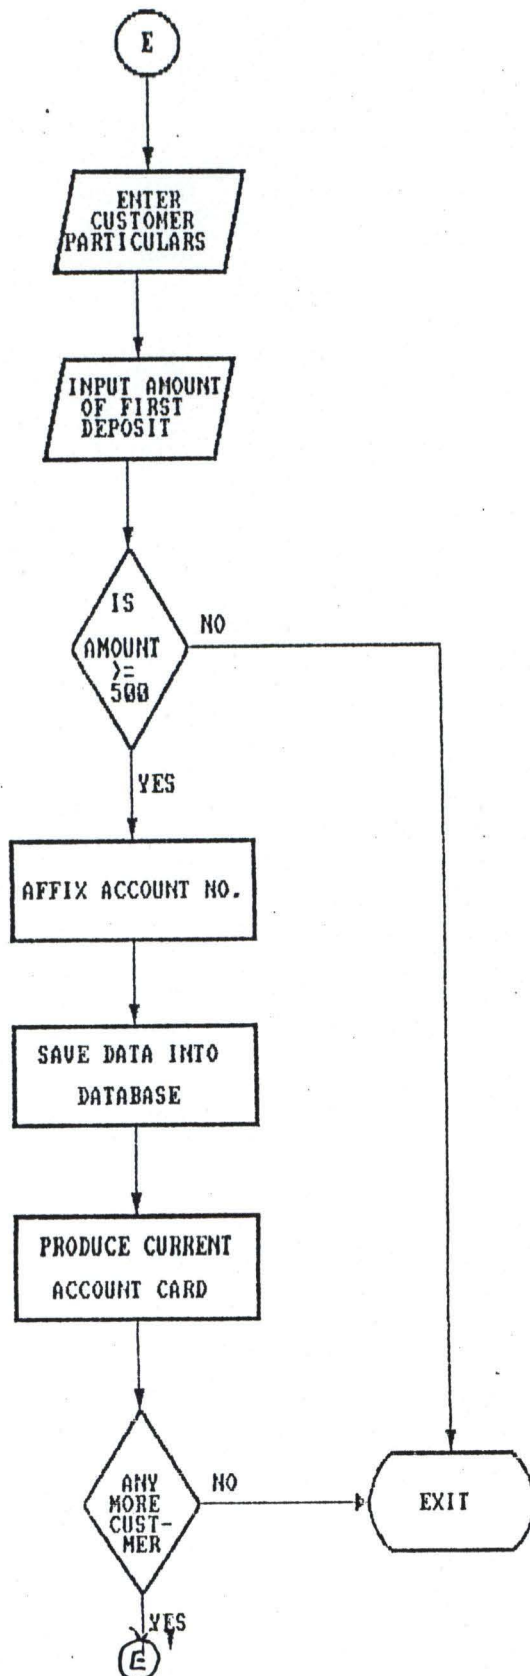 E
ENTER
CUSTOMER
PARTICULARS
INPUT AMOUNT
OF FIRST
DEPOSIT
IS
AMOUNT
>=
500
NO
YES
AFFIX ACCOUNT NO.
SAVE DATA INTO
DATABASE
PRODUCE CURRENT
ACCOUNT CARD
ANY
MORE
CUST-
MER
NO
EXIT
YES
E